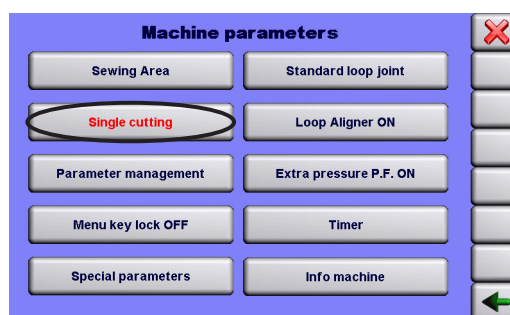 Machine parameters
Sewing Area
Standard loop joint
Single cutting
Loop Aligner ON
Parameter management
Extra pressure P.F. ON
Menu key lock OFF
Timer
Special parameters
Info machine